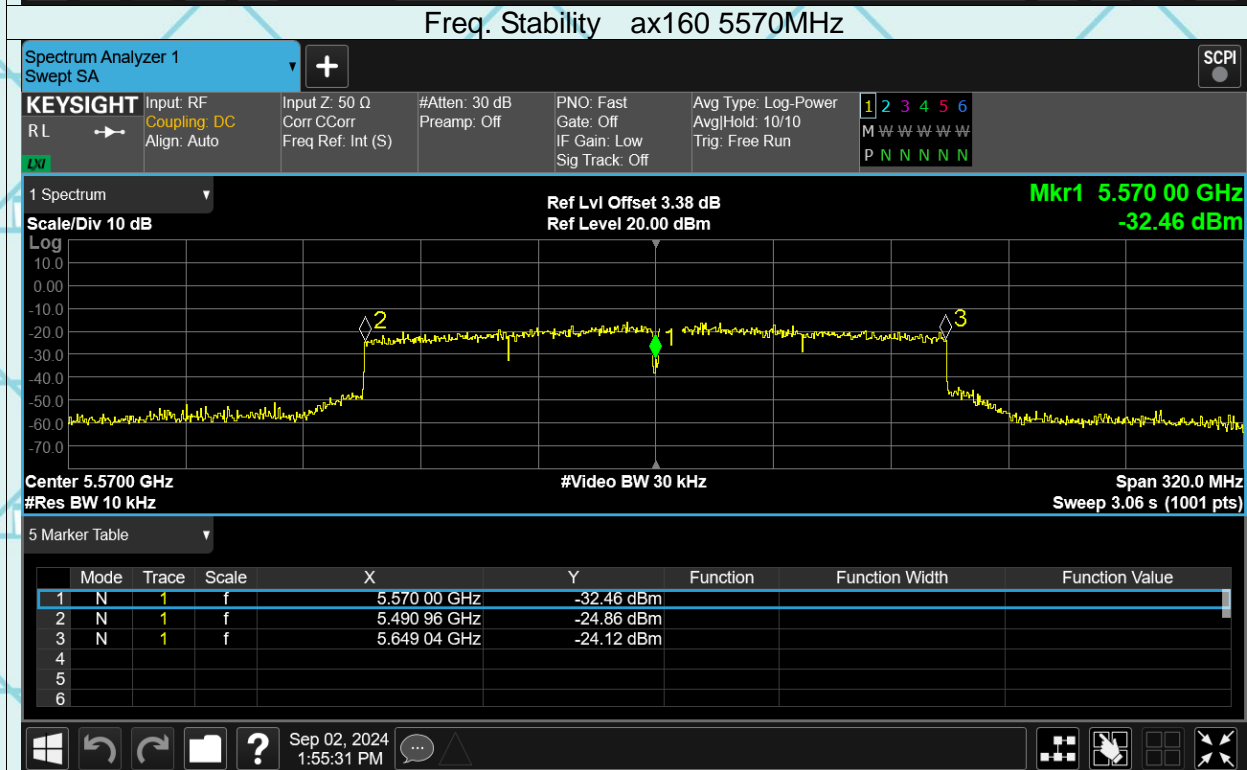 Freq. Stability ax160 5570MHz
Spectrum Analyzer 1
Swept SA
+
SCPI
KEYSIGHT
RL
LXI
Input: RF
Coupling: DC
Align: Auto
Input Z: 50 Ω
Corr CCorr
Freq Ref: Int (S)
#Atten: 30 dB
Preamp: Off
PNO: Fast
Gate: Off
IF Gain: Low
Sig Track: Off
Avg Type: Log-Power
Avg|Hold: 10/10
Trig: Free Run
1 2 3 4 5 6
M W W W W W
P N N N N N
1 Spectrum
Scale/Div 10 dB
Ref Lvl Offset 3.38 dB
Ref Level 20.00 dBm
Mkr1 5.570 00 GHz
-32.46 dBm
Log
10.0
0.00
-10.0
-20.0
-30.0
-40.0
-50.0
-60.0
-70.0
2
1
3
Center 5.5700 GHz
#Video BW 30 kHz
Span 320.0 MHz
#Res BW 10 kHz
Sweep 3.06 s (1001 pts)
5 Marker Table
Mode Trace Scale X Y Function Function Width Function Value
1 N 1 f 5.570 00 GHz -32.46 dBm
2 N 1 f 5.490 96 GHz -24.86 dBm
3 N 1 f 5.649 04 GHz -24.12 dBm
4
5
6
?
Sep 02, 2024
1:55:31 PM